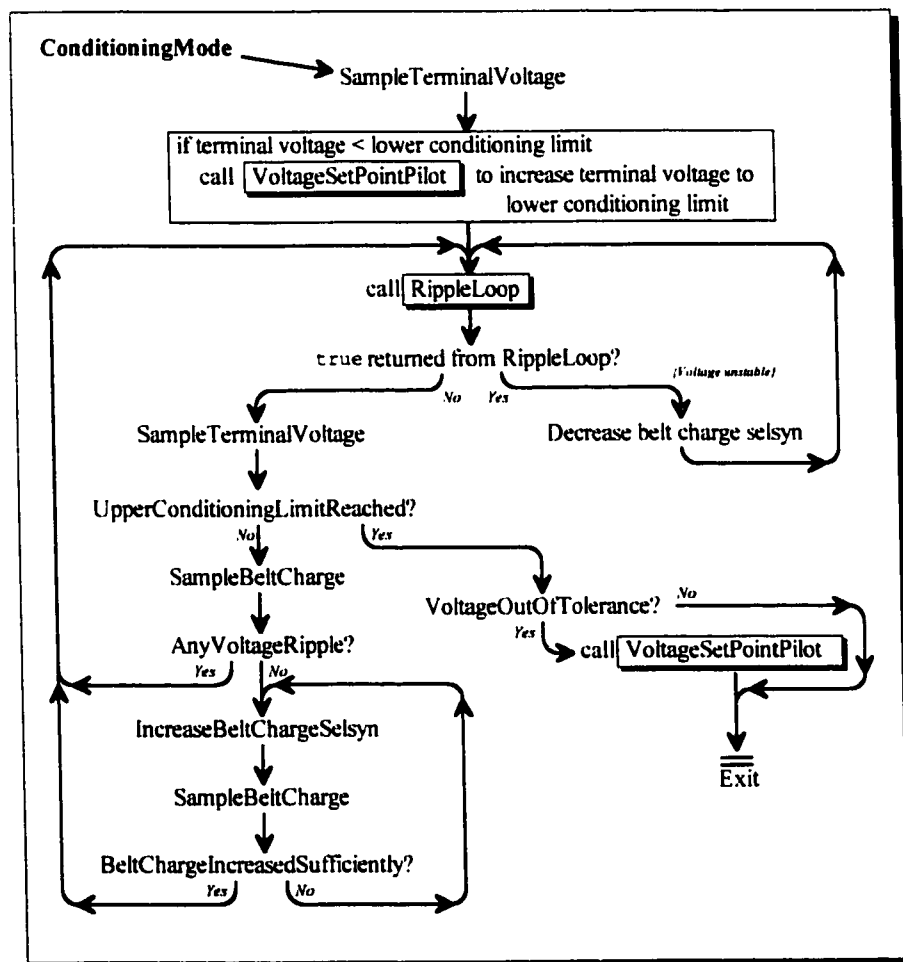 ConditioningMode
SampleTerminalVoltage
if terminal voltage < lower conditioning limit
call VoltageSetPointPilot to increase terminal voltage to
lower conditioning limit
call RippleLoop
true returned from RippleLoop?
No Yes {Voltage unstable}
SampleTerminalVoltage
Decrease belt charge selsyn
UpperConditioningLimitReached?
No Yes
SampleBeltCharge
VoltageOutOfTolerance? No
Yes
call VoltageSetPointPilot
AnyVoltageRipple?
Yes No
IncreaseBeltChargeSelsyn
Exit
SampleBeltCharge
BeltChargeIncreasedSufficiently?
Yes No